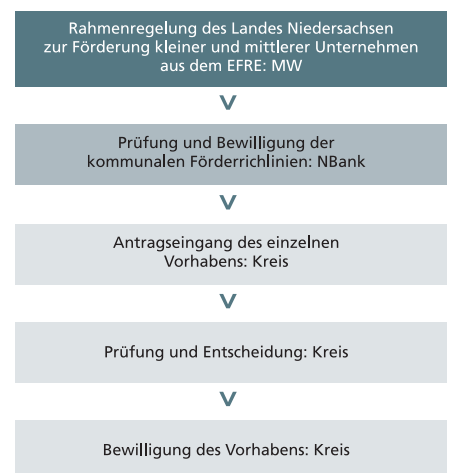 Rahmenregelung des Landes Niedersachsen
zur Förderung kleiner und mittlerer Unternehmen
aus dem EFRE: MW
Prüfung und Bewilligung der
kommunalen Förderrichlinien: NBank
Antragseingang des einzelnen
Vorhabens: Kreis
Prüfung und Entscheidung: Kreis
Bewilligung des Vorhabens: Kreis